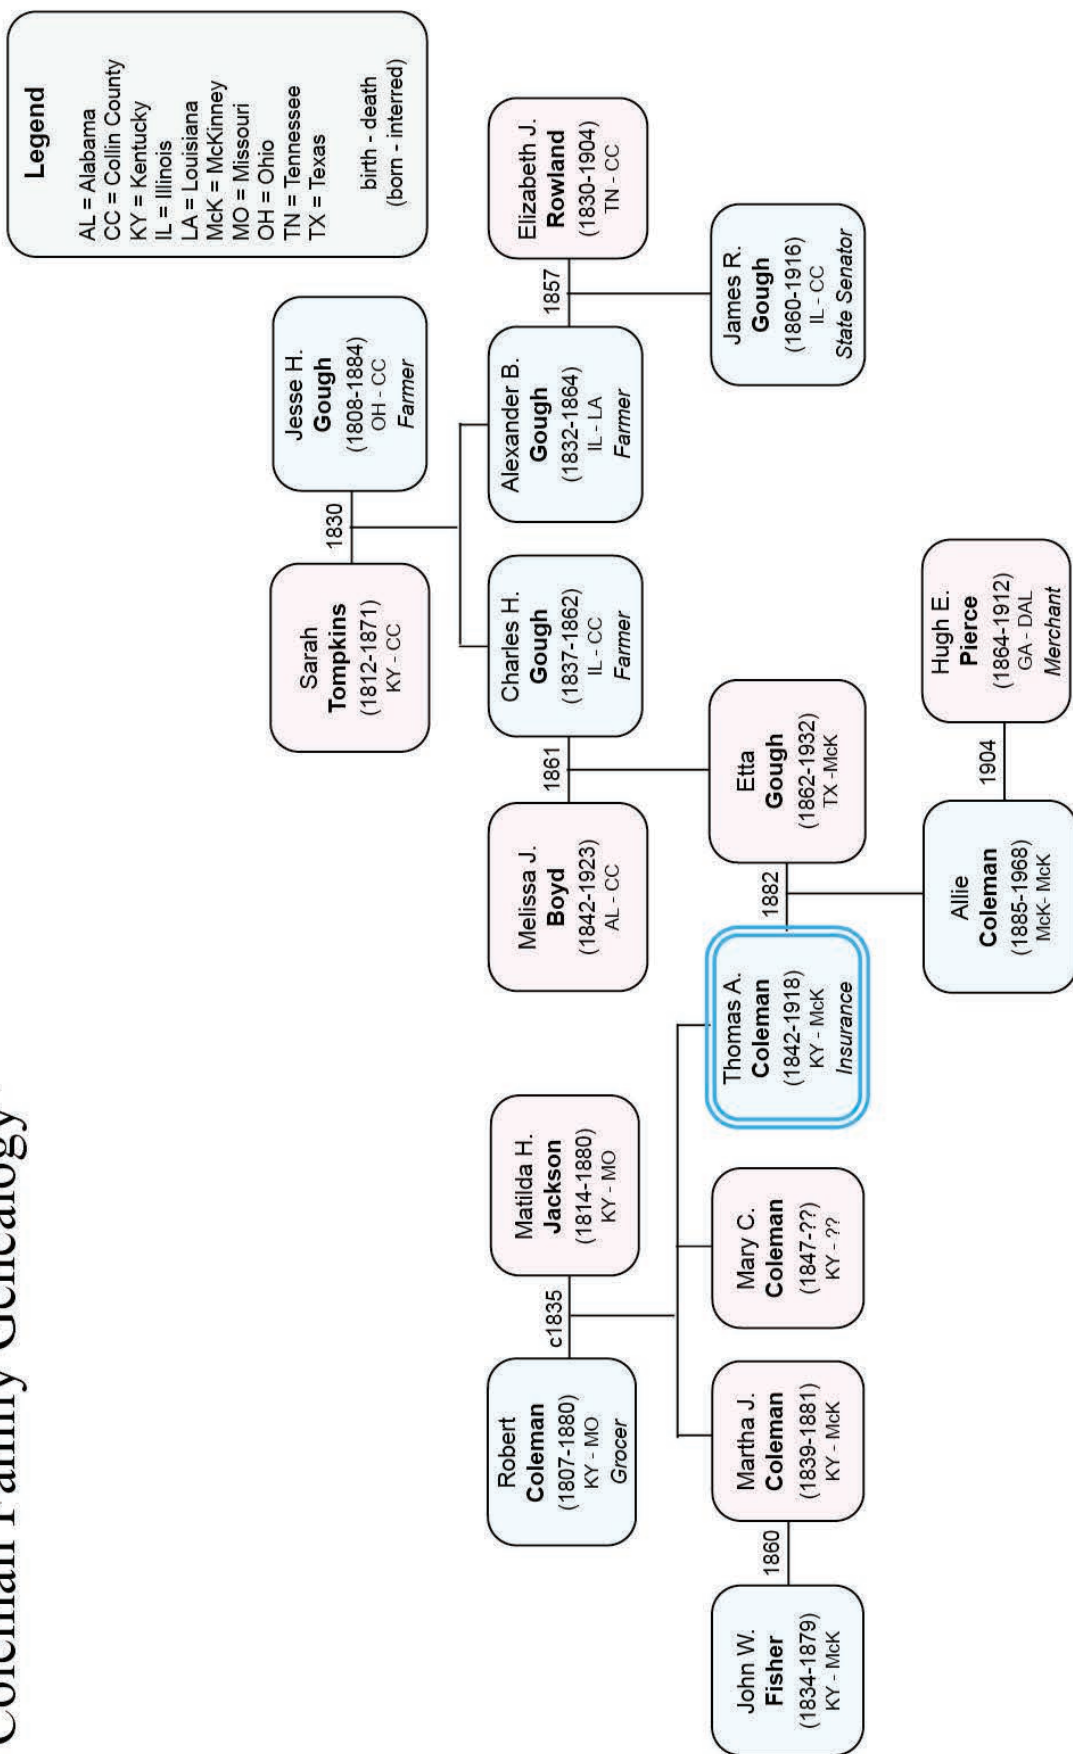 Coleman Family Genealogy
Legend
AL = Alabama
CC = Collin County
KY = Kentucky
IL = Illinois
LA = Louisiana
McK = McKinney
MO = Missouri
OH = Ohio
TN = Tennessee
TX = Texas
birth - death
(born - interred)
Sarah
Tompkins
(1812-1871)
KY - CC
1830
Jesse H.
Gough
(1808-1884)
OH - CC
Farmer
Robert
Coleman
(1807-1880)
KY - MO
Grocer
c1835
Matilda H.
Jackson
(1814-1880)
KY - MO
Melissa J.
Boyd
(1842-1923)
AL - CC
1861
Charles H.
Gough
(1837-1862)
IL - CC
Farmer
Alexander B.
Gough
(1832-1864)
IL - LA
Farmer
1857
Elizabeth J.
Rowland
(1830-1904)
TN - CC
John W.
Fisher
(1834-1879)
KY - McK
1860
Martha J.
Coleman
(1839-1881)
KY - McK
Mary C.
Coleman
(1847-??)
KY - ??
Thomas A.
Coleman
(1842-1918)
KY - McK
Insurance
1882
Etta
Gough
(1862-1932)
TX -McK
James R.
Gough
(1860-1916)
IL - CC
State Senator
Allie
Coleman
(1885-1968)
McK- McK
1904
Hugh E.
Pierce
(1864-1912)
GA - DAL
Merchant